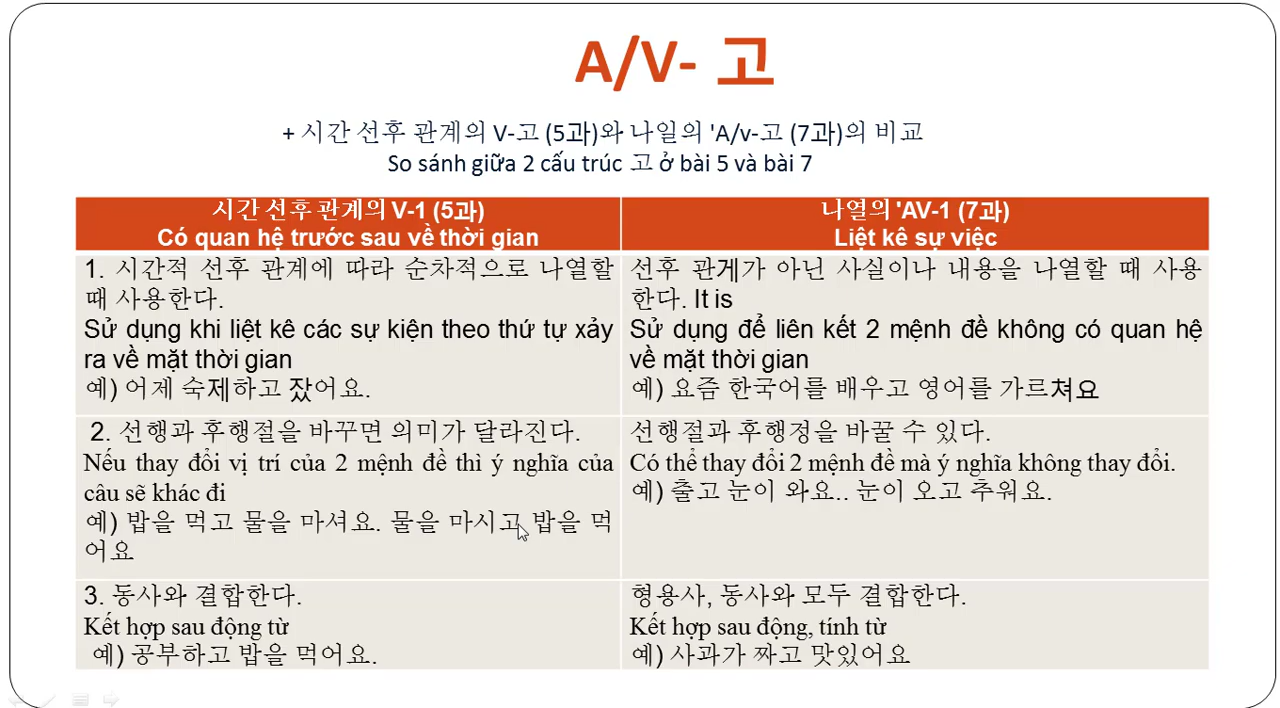 A/V- 고
+ 시간 선후 관계의 V-고 (5과)와 나일의 'A/v-고 (7과)의 비교
So sánh giữa 2 cấu trúc 고 ở bài 5 và bài 7
시간 선후 관계의 V-1 (5과)
Có quan hệ trước sau về thời gian
나열의 'AV-1 (7과)
Liệt kê sự việc
1. 시간적 선후 관계에 따라 순차적으로 나열할
때 사용한다.
Sử dụng khi liệt kê các sự kiện theo thứ tự xảy
ra về mặt thời gian
예) 어제 숙제하고 잤어요.
선후 관게가 아닌 사실이나 내용을 나열할 때 사용
한다. It is
Sử dụng để liên kết 2 mệnh đề không có quan hệ
về mặt thời gian
예) 요즘 한국어를 배우고 영어를 가르쳐요
2. 선행과 후행절을 바꾸면 의미가 달라진다.
Nếu thay đổi vị trí của 2 mệnh đề thì ý nghĩa của
câu sẽ khác đi
예) 밥을 먹고 물을 마셔요. 물을 마시고 밥을 먹
어요
선행절과 후행정을 바꿀 수 있다.
Có thể thay đổi 2 mệnh đề mà ý nghĩa không thay đổi.
예) 출고 눈이 와요.. 눈이 오고 추워요.
3. 동사와 결합한다.
Kết hợp sau động từ
예) 공부하고 밥을 먹어요.
형용사, 동사와 모두 결합한다.
Kết hợp sau động, tính từ
예) 사과가 짜고 맛있어요